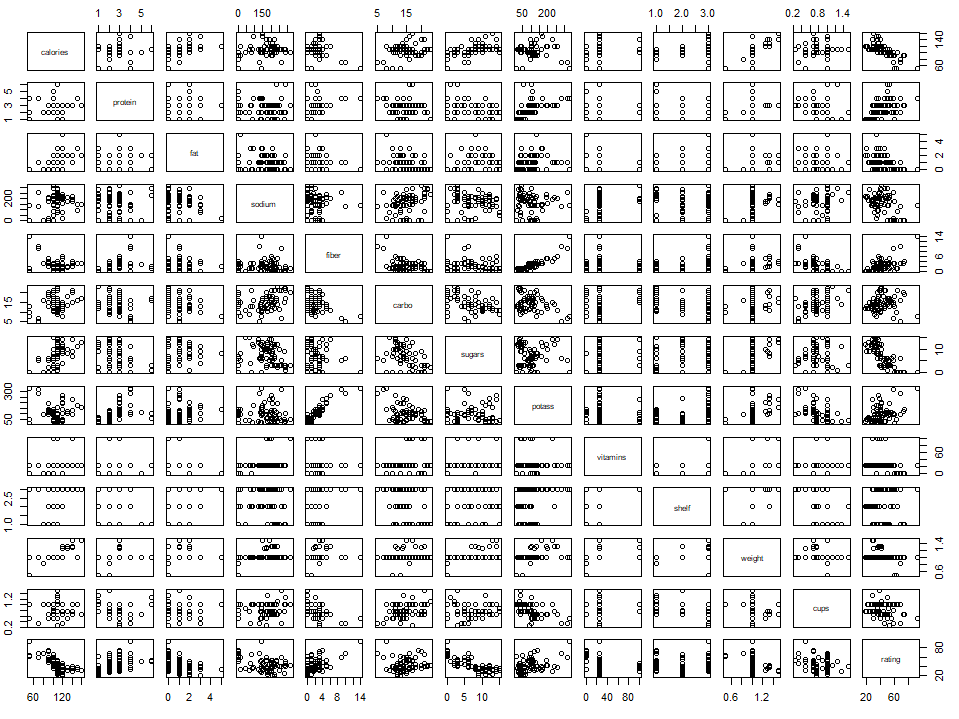 1 3 5 0 150 5 15 50 200 1.0 2.0 3.0 0.2 0.8 1.4
calories 60 140
1 3 5 protein
fat 0 2 4
0 200 sodium
fiber 0 6 14
5 15 carbo
sugars 0 10
50 300 potass
vitamins 0 60
1.0 2.5 shelf
weight 0.6 1.4
0.2 1.2 cups
rating 20 80
60 120 0 2 4 0 4 8 14 0 5 10 0 40 80 0.6 1.2 20 60